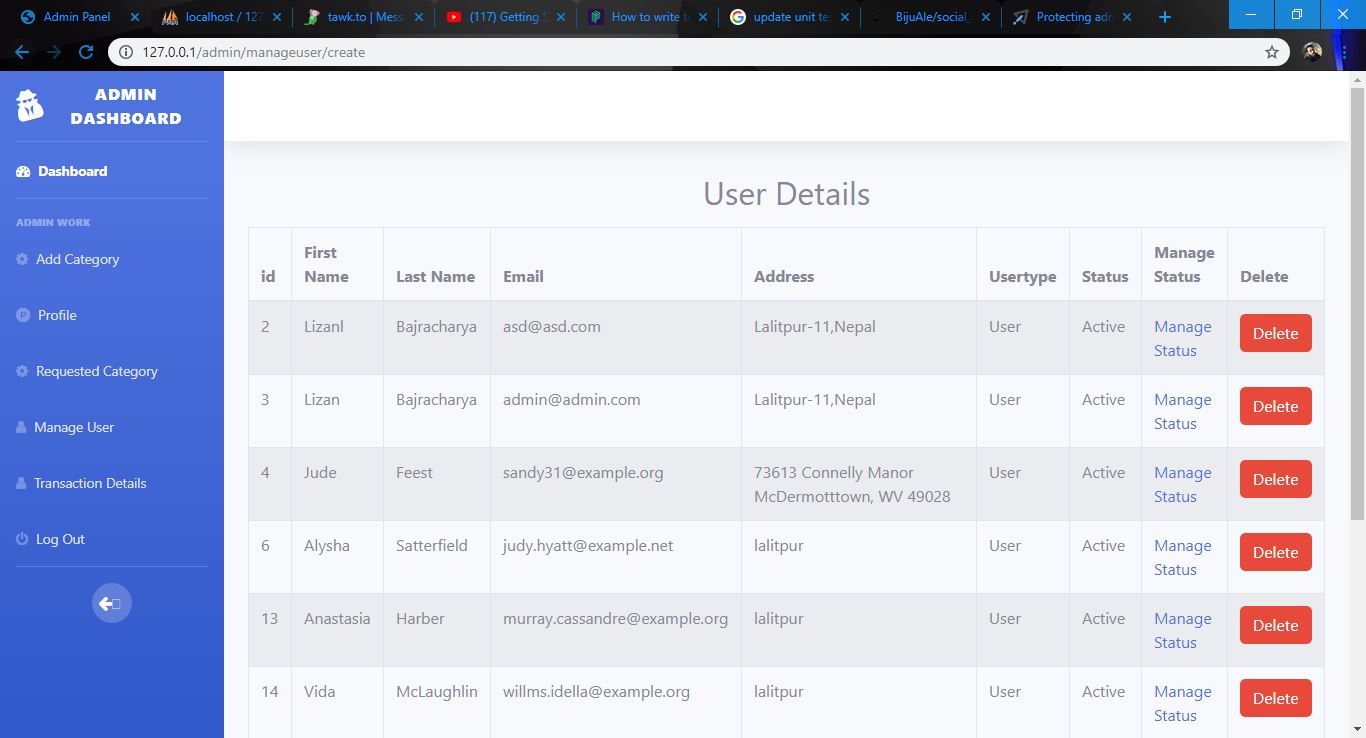 Admin Panel
localhost / 127
tawk.to | Mess
(117) Getting S
How to write t
update unit te
BijuAle/social_
Protecting adm
127.0.0.1/admin/manageuser/create
ADMIN
DASHBOARD
Dashboard
ADMIN WORK
Add Category
Profile
Requested Category
Manage User
Transaction Details
Log Out
User Details
id First Name Last Name Email Address Usertype Status Manage Status Delete
2 Lizanl Bajracharya asd@asd.com Lalitpur-11,Nepal User Active Manage Status Delete
3 Lizan Bajracharya admin@admin.com Lalitpur-11,Nepal User Active Manage Status Delete
4 Jude Feest sandy31@example.org 73613 Connelly Manor McDermotttown, WV 49028 User Active Manage Status Delete
6 Alysha Satterfield judy.hyatt@example.net lalitpur User Active Manage Status Delete
13 Anastasia Harber murray.cassandre@example.org lalitpur User Active Manage Status Delete
14 Vida McLaughlin willms.idella@example.org lalitpur User Active Manage Status Delete